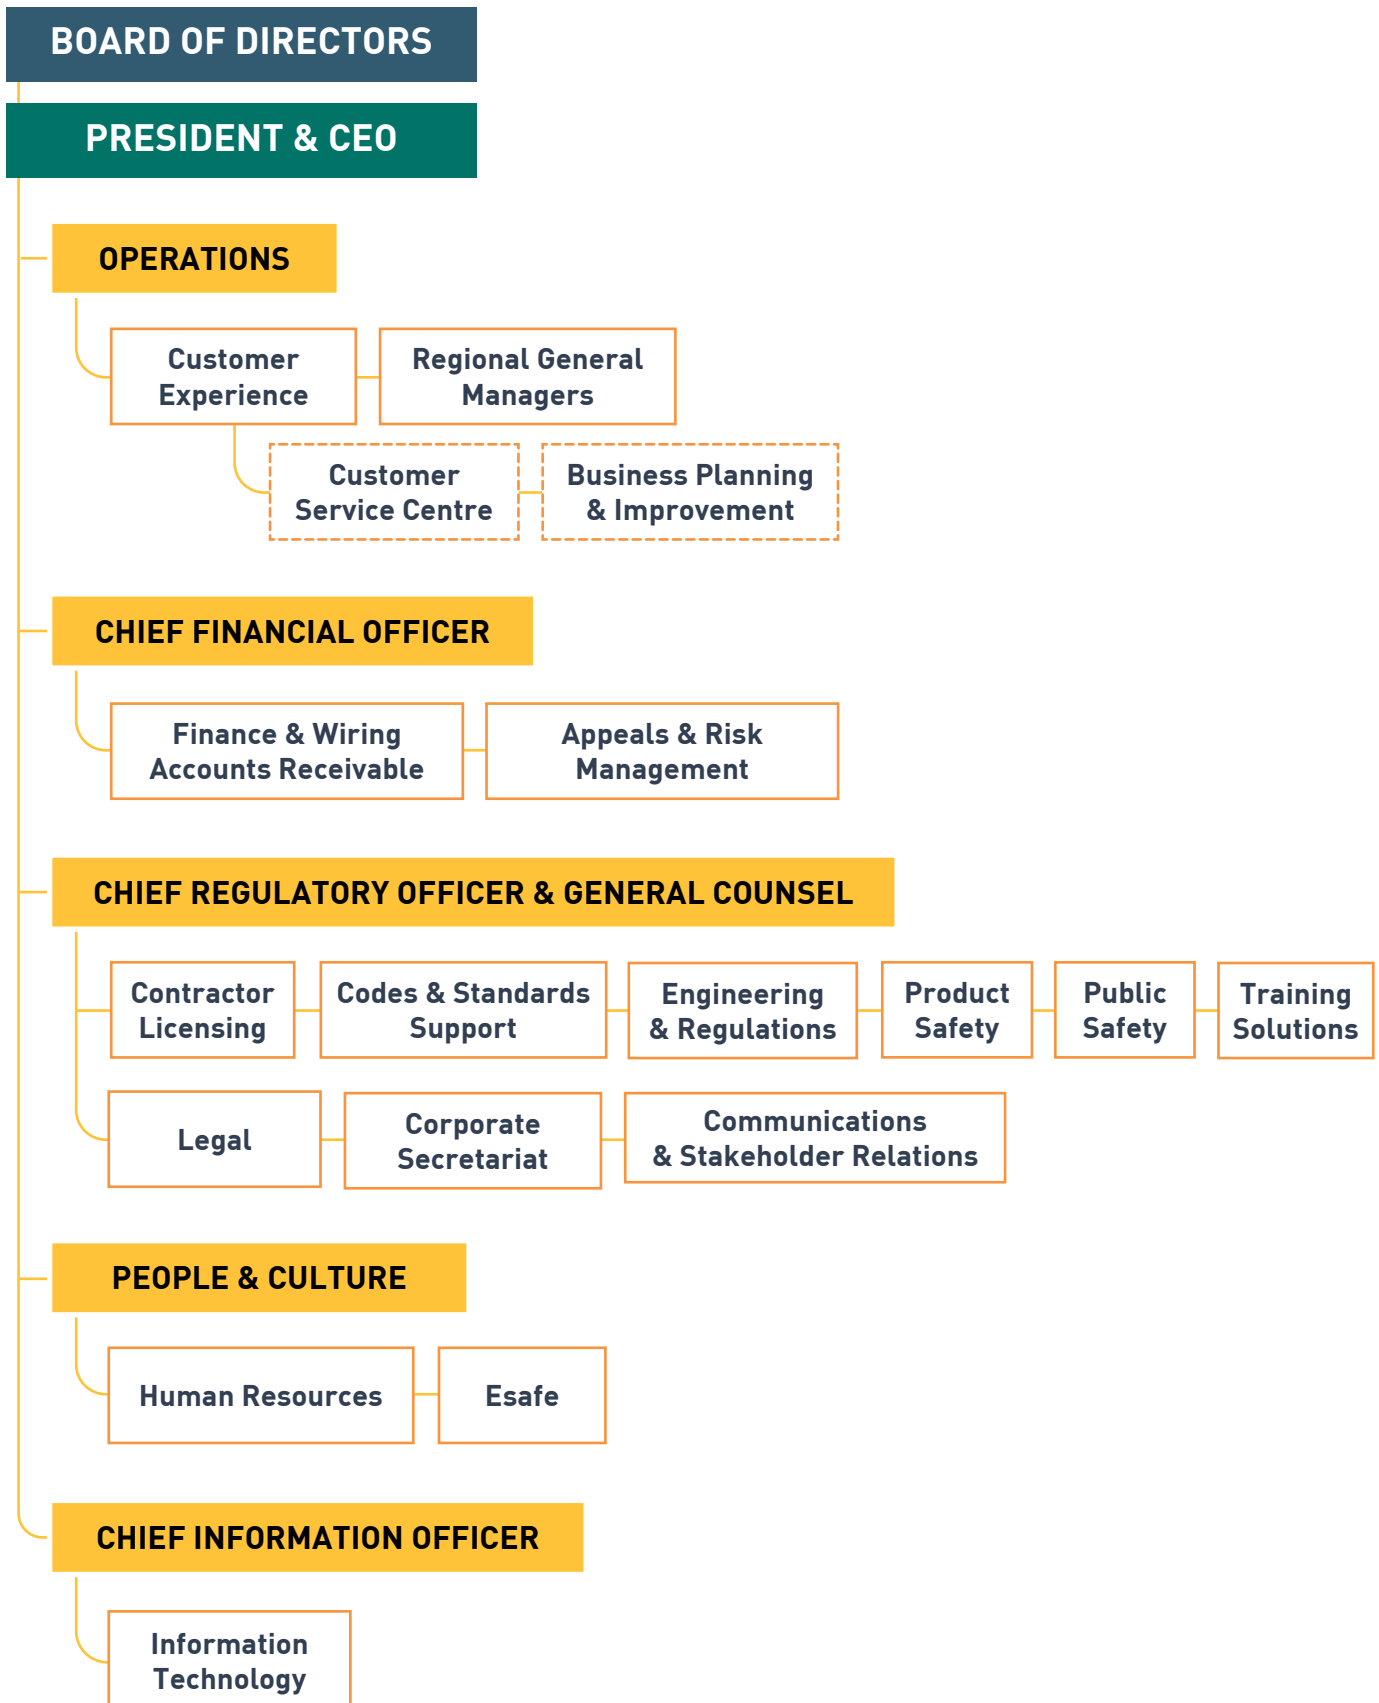 BOARD OF DIRECTORS
PRESIDENT & CEO
OPERATIONS
Customer
Experience
Regional General
Managers
Customer
Service Centre
Business Planning
& Improvement
CHIEF FINANCIAL OFFICER
Finance & Wiring
Accounts Receivable
Appeals & Risk
Management
CHIEF REGULATORY OFFICER & GENERAL COUNSEL
Contractor
Licensing
Codes & Standards
Support
Engineering
& Regulations
Product
Safety
Public
Safety
Training
Solutions
Legal
Corporate
Secretariat
Communications
& Stakeholder Relations
PEOPLE & CULTURE
Human Resources
Esafe
CHIEF INFORMATION OFFICER
Information
Technology